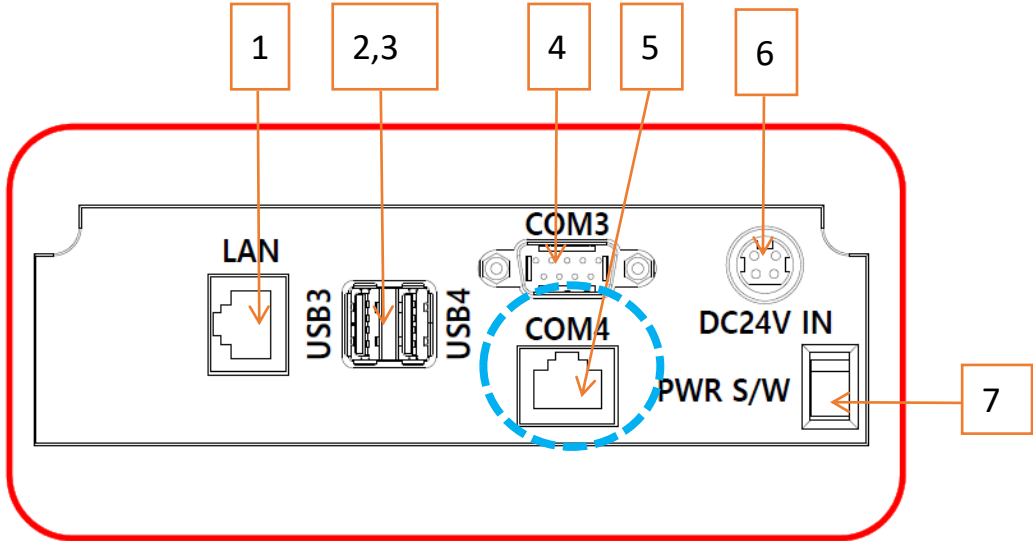 1
2,3
4
5
6
COM3
LAN
USB3
USB4
COM4
DC24V IN
PWR S/W
7